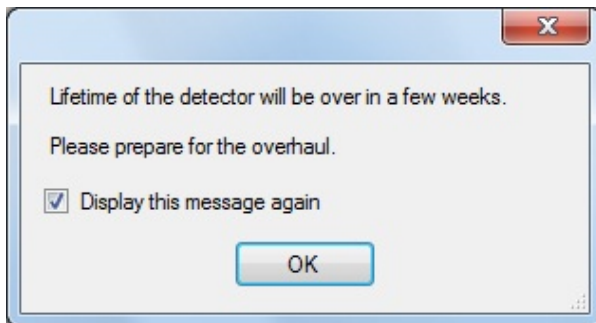 Lifetime of the detector will be over in a few weeks.
Please prepare for the overhaul.
Display this message again
OK